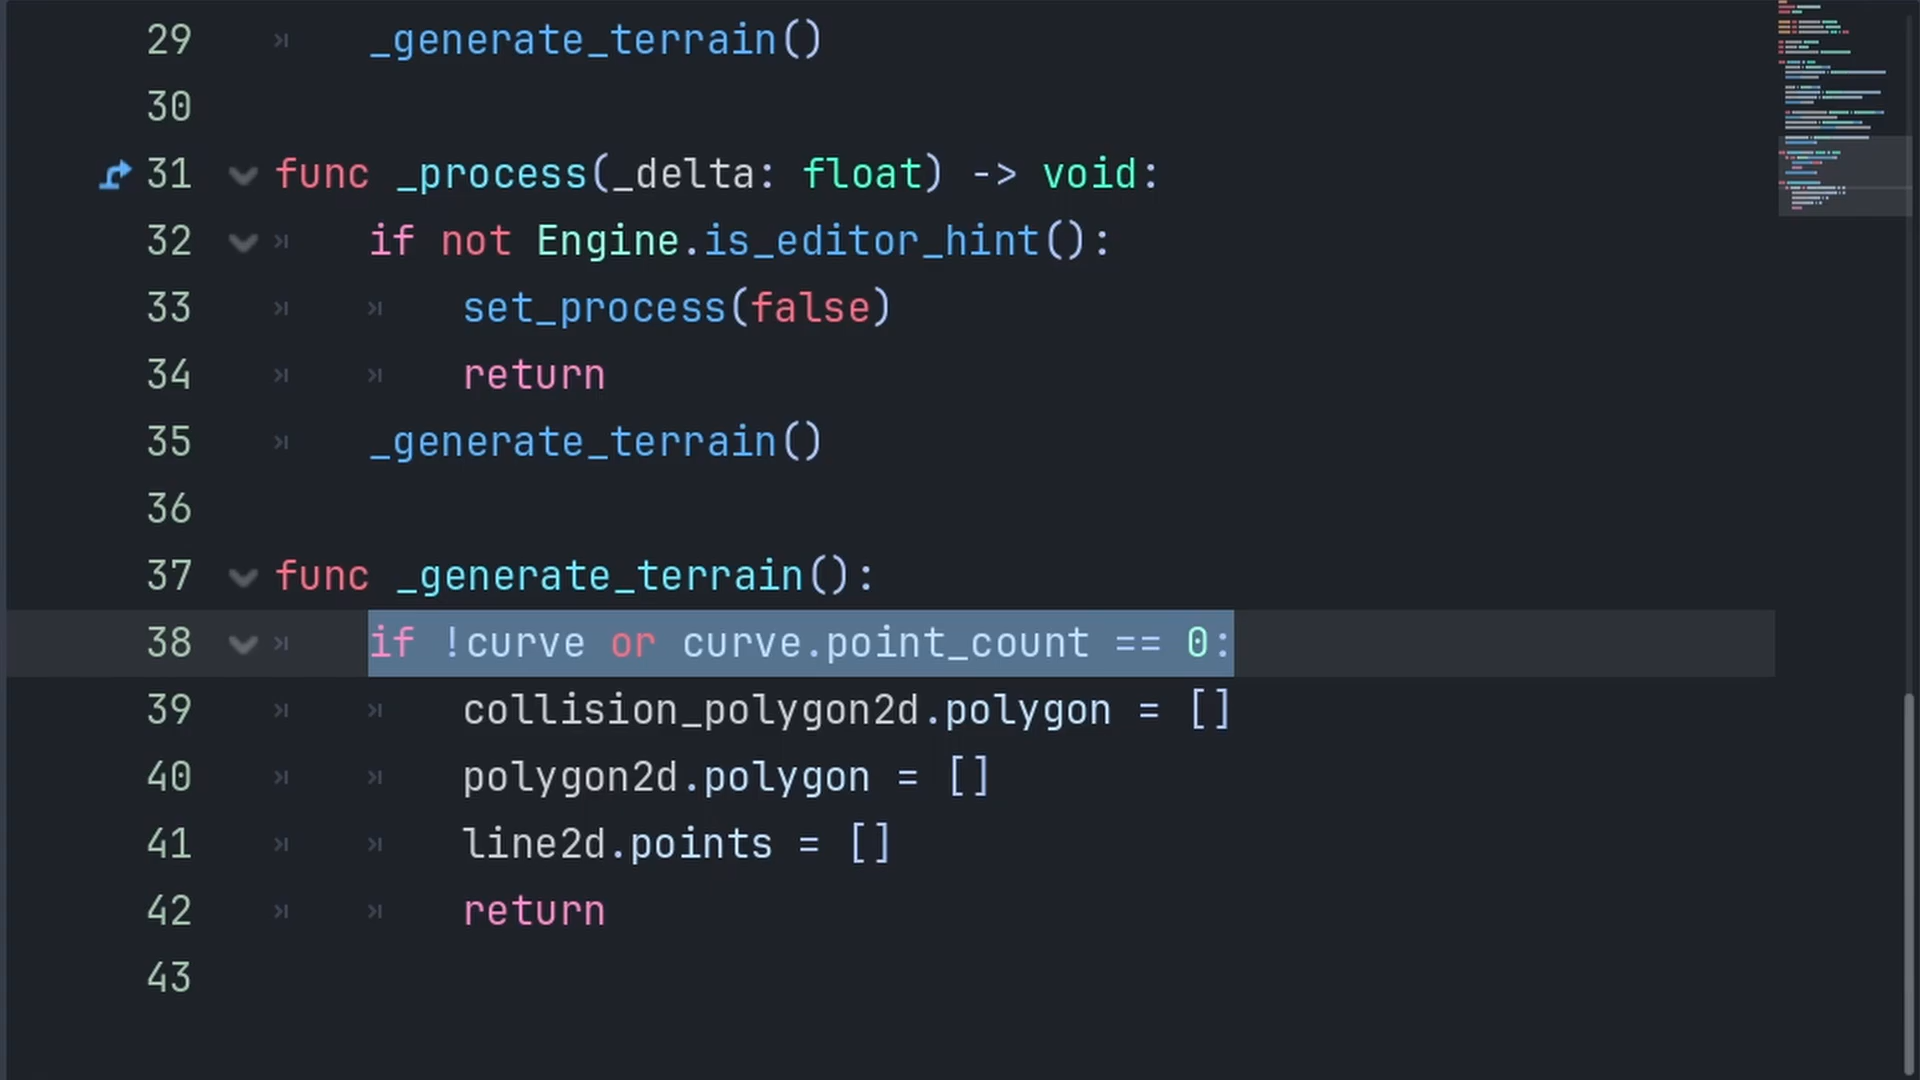 29 _generate_terrain()
30
31 func _process(_delta: float) -> void:
32 if not Engine.is_editor_hint():
33 set_process(false)
34 return
35 _generate_terrain()
36
37 func _generate_terrain():
38 if !curve or curve.point_count == 0:
39 collision_polygon2d.polygon = []
40 polygon2d.polygon = []
41 line2d.points = []
42 return
43